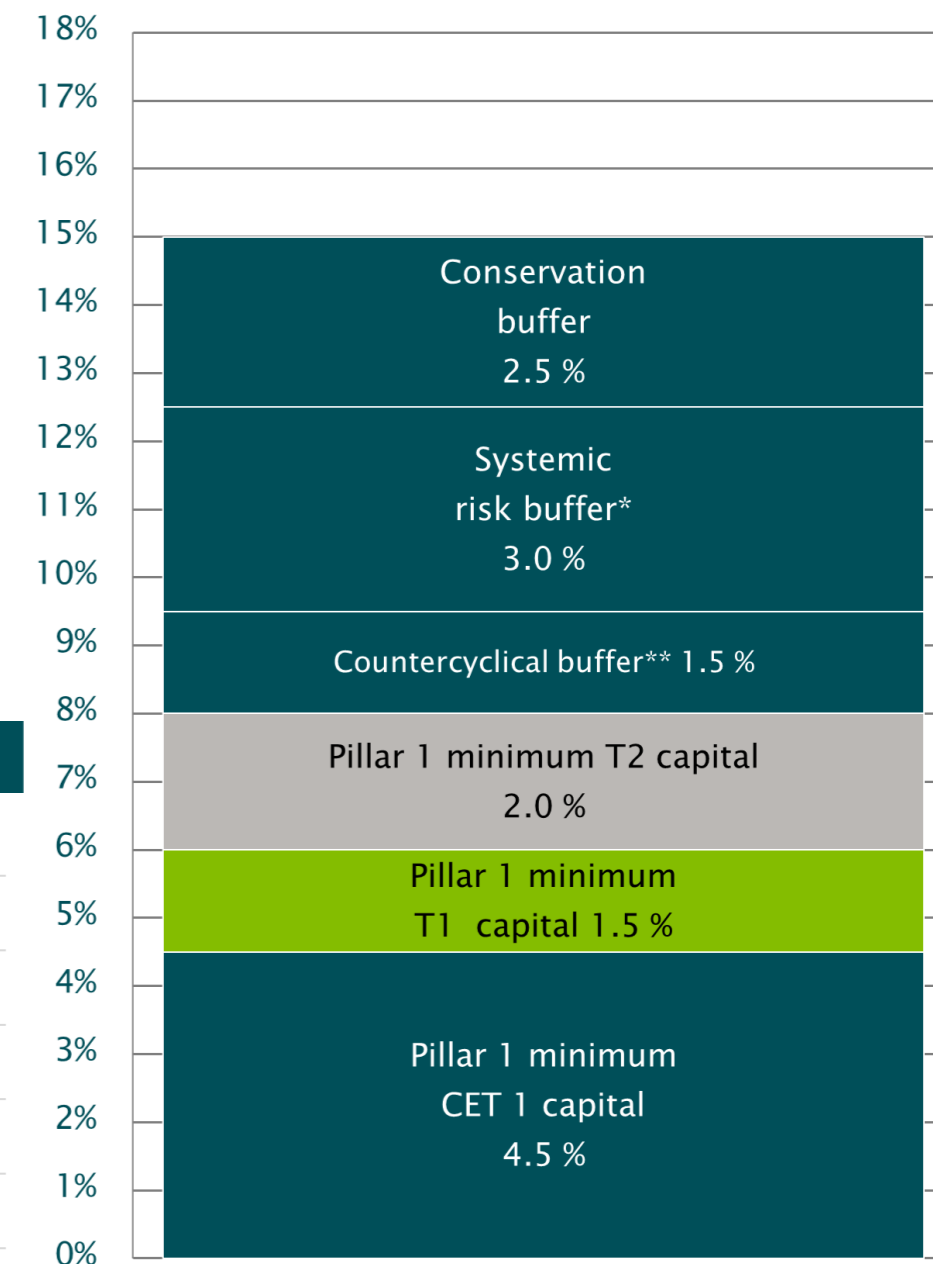 18%
17%
16%
15%
14%
13%
12%
11%
10%
9%
8%
7%
6%
5%
4%
3%
2%
1%
0%
Conservation
buffer
2.5 %
Systemic
risk buffer*
3.0 %
Countercyclical buffer** 1.5 %
Pillar 1 minimum T2 capital
2.0 %
Pillar 1 minimum
T1  capital 1.5 %
Pillar 1 minimum
CET 1 capital
4.5 %